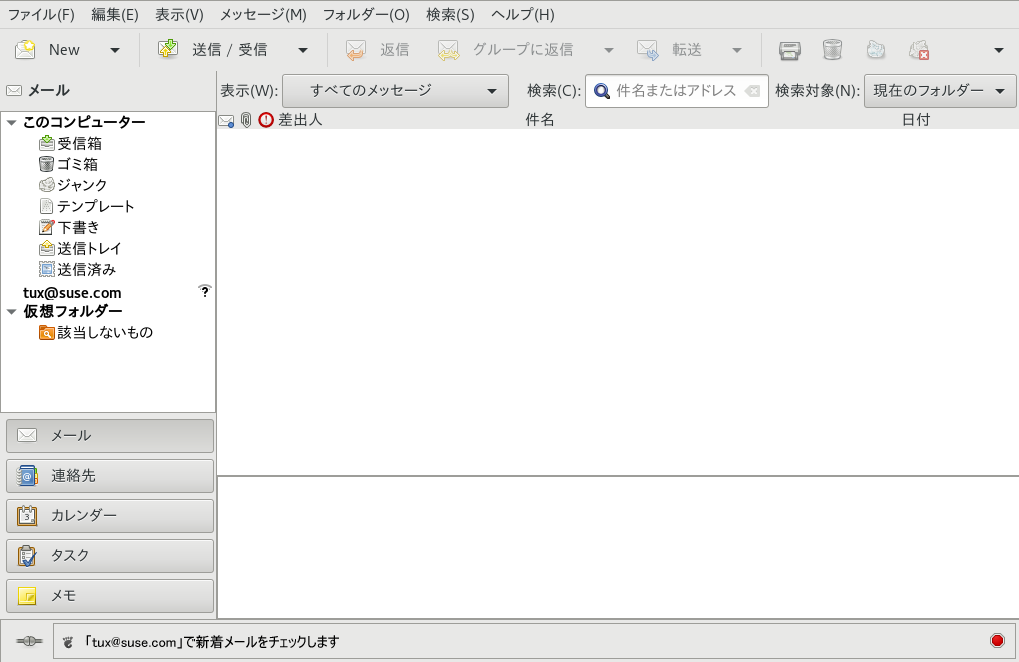 ファイル(F) 編集(E) 表示(V) メッセージ(M) フォルダー(O) 検索(S) ヘルプ(H)
New 送信 / 受信 返信 グループに返信 転送
メール 表示(W): すべてのメッセージ 検索(C): 件名またはアドレス 検索対象(N): 現在のフォルダー
差出人 件名 日付
このコンピューター
受信箱
ゴミ箱
ジャンク
テンプレート
下書き
送信トレイ
送信済み
tux@suse.com
仮想フォルダー
該当しないもの
メール
連絡先
カレンダー
タスク
メモ
「tux@suse.com」で新着メールをチェックします